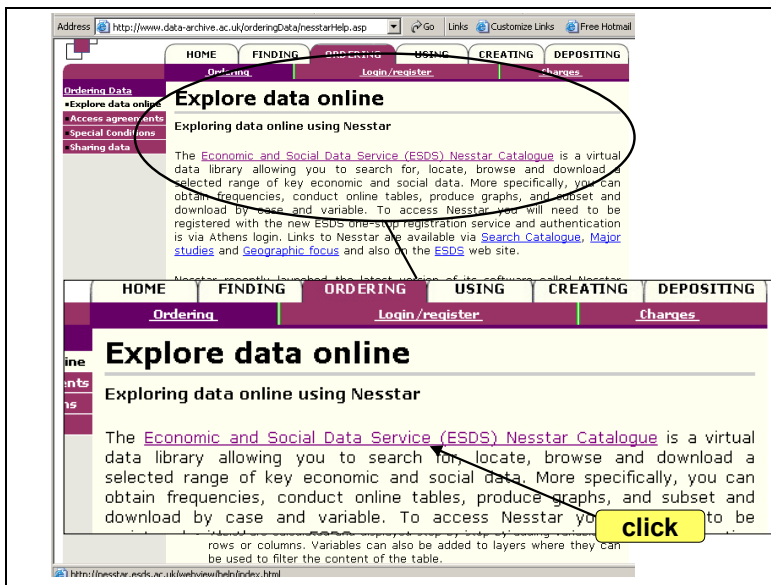 Address http://www.data-archive.ac.uk/orderingData/nesstarHelp.asp Go Links Customize Links Free Hotmail
HOME FINDING ORDERING USING CREATING DEPOSITING
Ordering Login/register Charges
Ordering Data
Explore data online
Access agreements
Special Conditions
Sharing data
Explore data online
Exploring data online using Nesstar
The Economic and Social Data Service (ESDS) Nesstar Catalogue is a virtual
data library allowing you to search for, locate, browse and download a
selected range of key economic and social data. More specifically, you can
obtain frequencies, conduct online tables, produce graphs, and subset and
download by case and variable. To access Nesstar you will need to be
registered with the new ESDS one-stop registration service and authentication
is via Athens login. Links to Nesstar are available via Search Catalogue, Major
studies and Geographic focus and also on the ESDS web site.
Nesstar recently launched the latest version of its software called Nesstar
HOME FINDING ORDERING USING CREATING DEPOSITING
Ordering Login/register Charges
ine
ents
ns
Explore data online
Exploring data online using Nesstar
The Economic and Social Data Service (ESDS) Nesstar Catalogue is a virtual
data library allowing you to search for, locate, browse and download a
selected range of key economic and social data. More specifically, you can
obtain frequencies, conduct online tables, produce graphs, and subset and
download by case and variable. To access Nesstar yo to be
click
rows or columns. Variables can also be added to layers where they can
be used to filter the content of the table.
http://nesstar.esds.ac.uk/webview/help/index.html